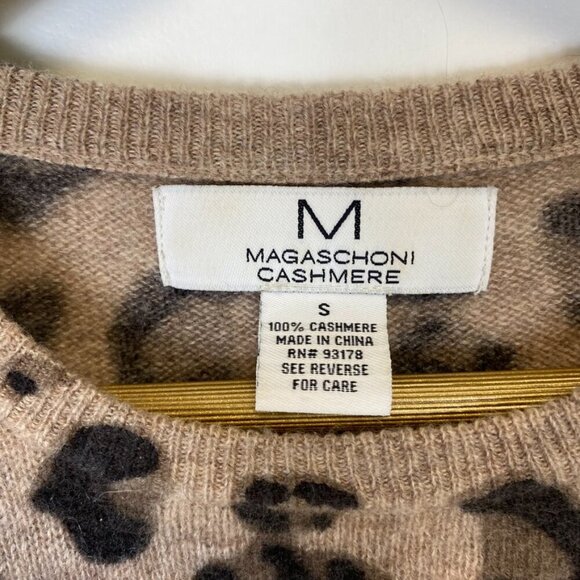 M
MAGASCHONI
CASHMERE
S
100% CASHMERE
MADE IN CHINA
RN# 93178
SEE REVERSE
FOR CARE